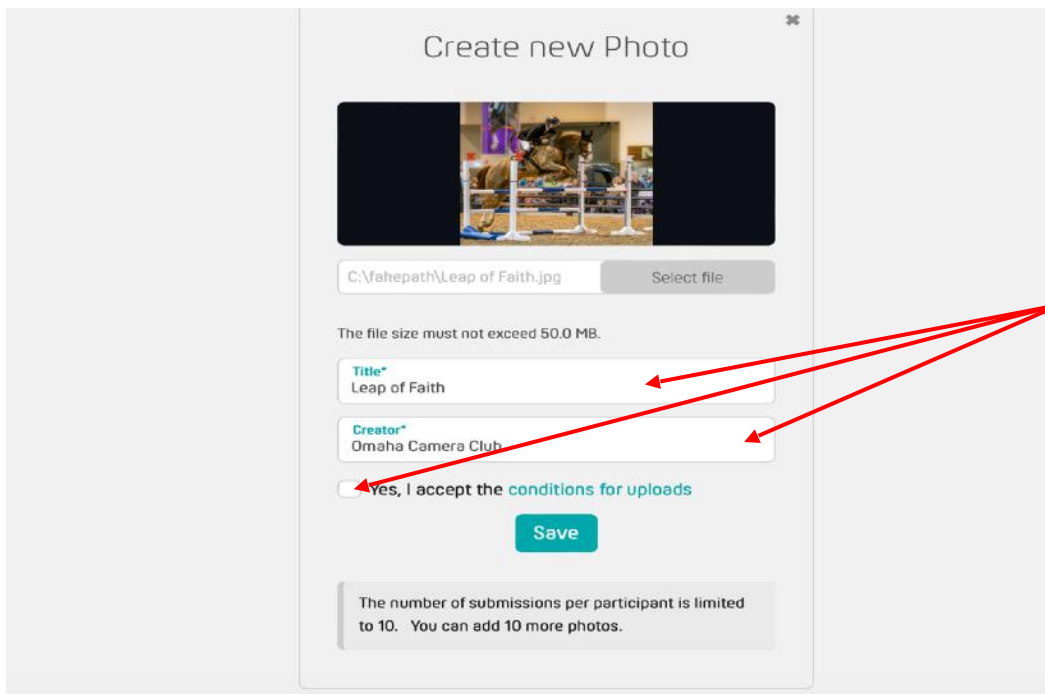 Create new Photo
C:\fahepath\Leap of Faith.jpg
Select file
The file size must not exceed 50.0 MB.
Title*
Leap of Faith
Creator*
Omaha Camera Club
Yes, I accept the conditions for uploads
Save
The number of submissions per participant is limited
to 10. You can add 10 more photos.